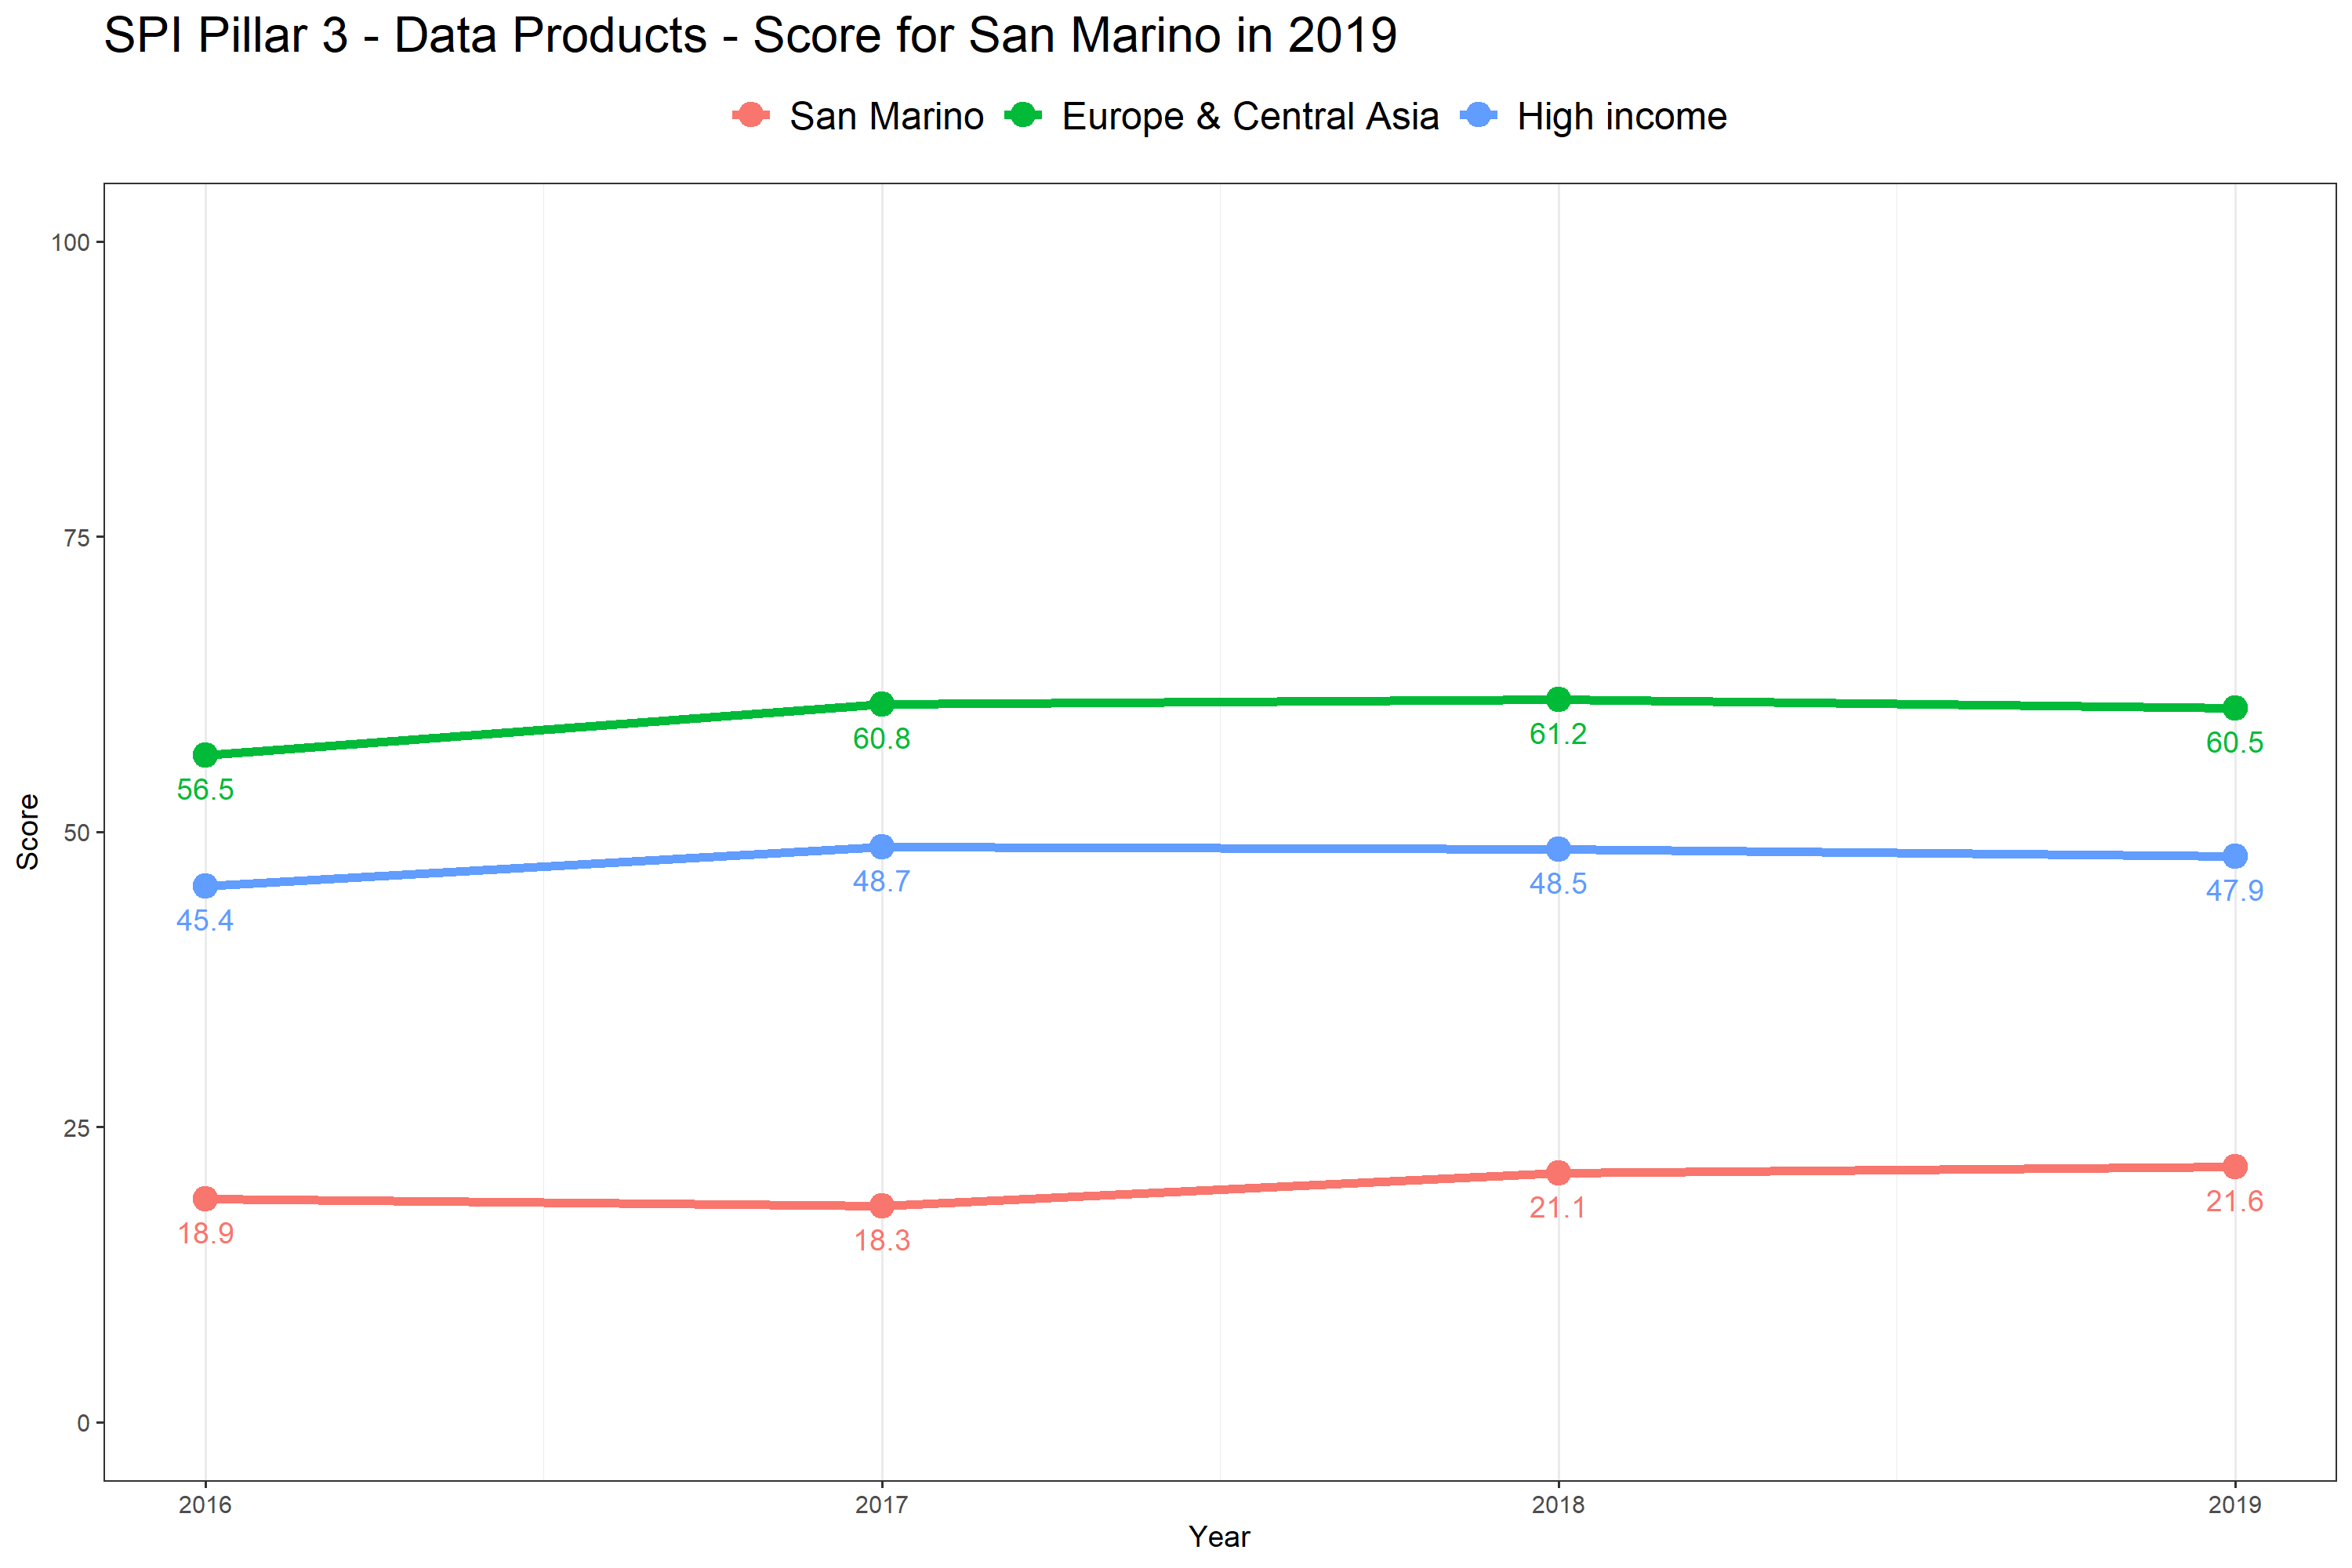 SPI Pillar 3 - Data Products - Score for San Marino in 2019
San Marino Europe & Central Asia High income
100
75
50
25
0
Score
56.5 60.8 61.2 60.5
45.4 48.7 48.5 47.9
18.9 18.3 21.1 21.6
2016 2017 2018 2019
Year